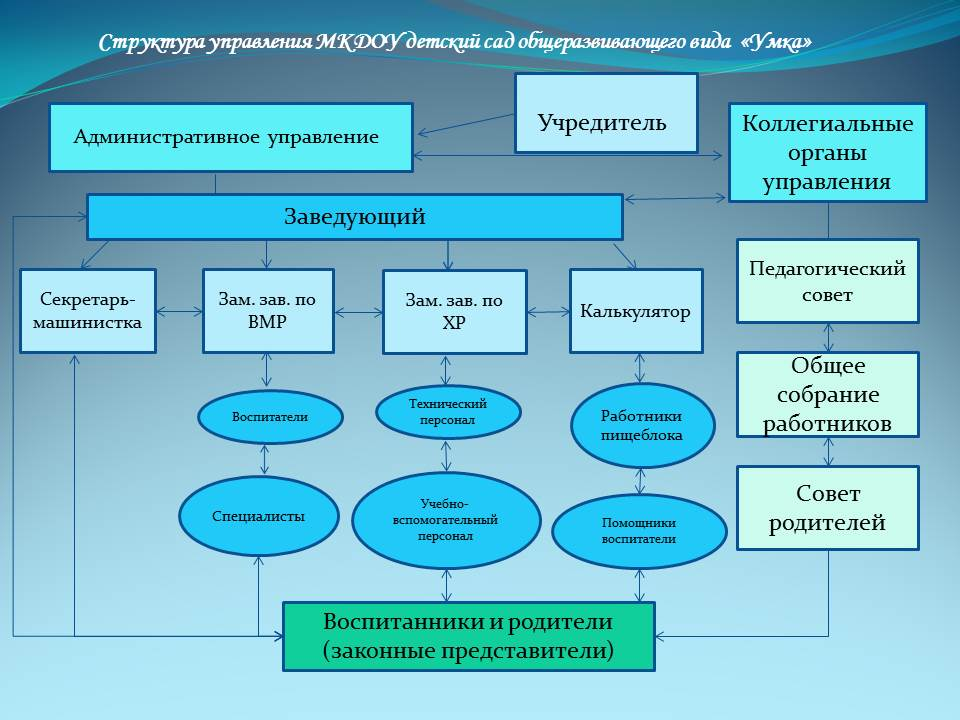 Структура управления МКДОУ детский сад общеразвивающего вида «Умка»
Учредитель
Административное управление
Коллегиальные
органы
управления
Заведующий
Секретарь-
машинистка
Зам. зав. по
ВМР
Зам. зав. по
ХР
Калькулятор
Педагогический
совет
Воспитатели
Технический
персонал
Работники
пищеблока
Общее
собрание
работников
Специалисты
Учебно-
вспомогательный
персонал
Помощники
воспитатели
Совет
родителей
Воспитанники и родители
(законные представители)